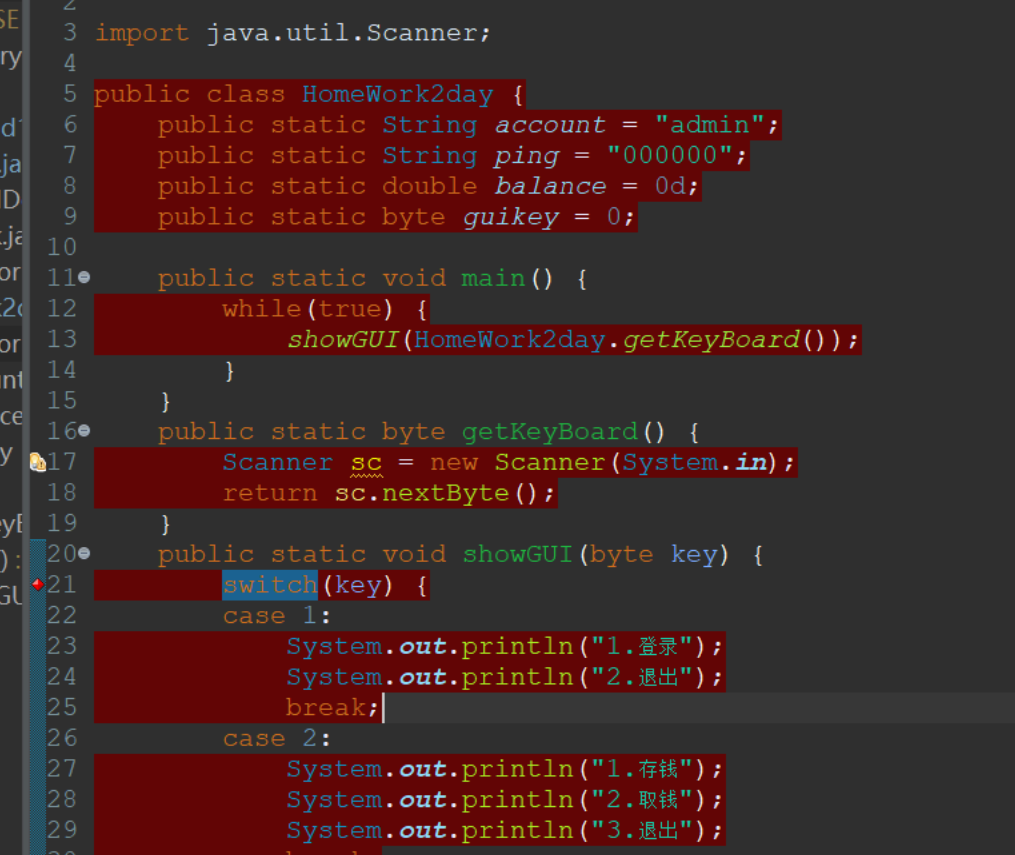 SE
2
3 import java.util.Scanner;
4
5 public class HomeWork2day {
6 public static String account = "admin";
7 public static String ping = "000000";
8 public static double balance = 0d;
9 public static byte guikey = 0;
10
11 public static void main() {
12 while(true) {
13 showGUI(HomeWork2day.getKeyBoard());
14 }
15 }
16 public static byte getKeyBoard() {
17 Scanner sc = new Scanner(System.in);
18 return sc.nextByte();
19 }
20 public static void showGUI(byte key) {
21 switch(key) {
22 case 1:
23 System.out.println("1.登录");
24 System.out.println("2.退出");
25 break;
26 case 2:
27 System.out.println("1.存钱");
28 System.out.println("2.取钱");
29 System.out.println("3.退出");